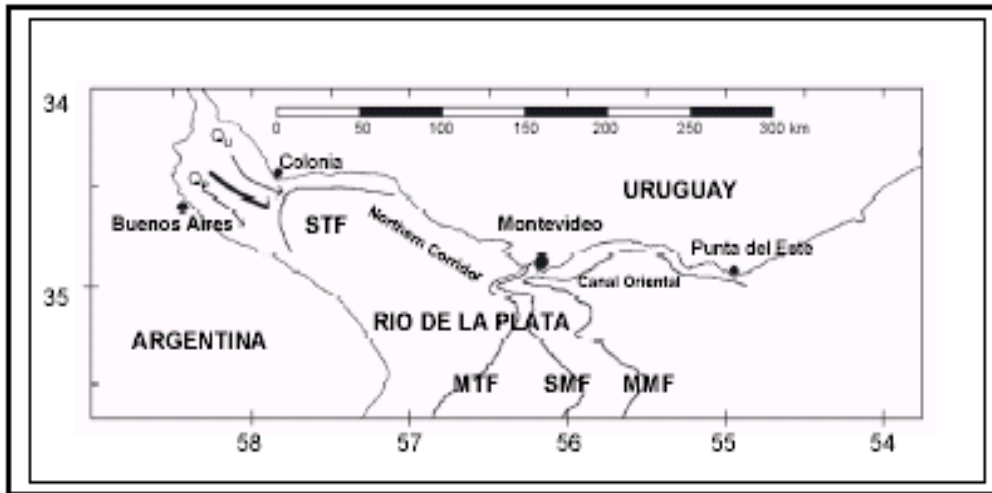 34
0 50 100 150 200 250 300 km
Qu
Colonia
URUGUAY
Buenos Aires
STF
Northern Corridor
Montevideo
Punta del Este
Canal Oriental
35
RIO DE LA PLATA
ARGENTINA
MTF SMF MMF
58 57 56 55 54